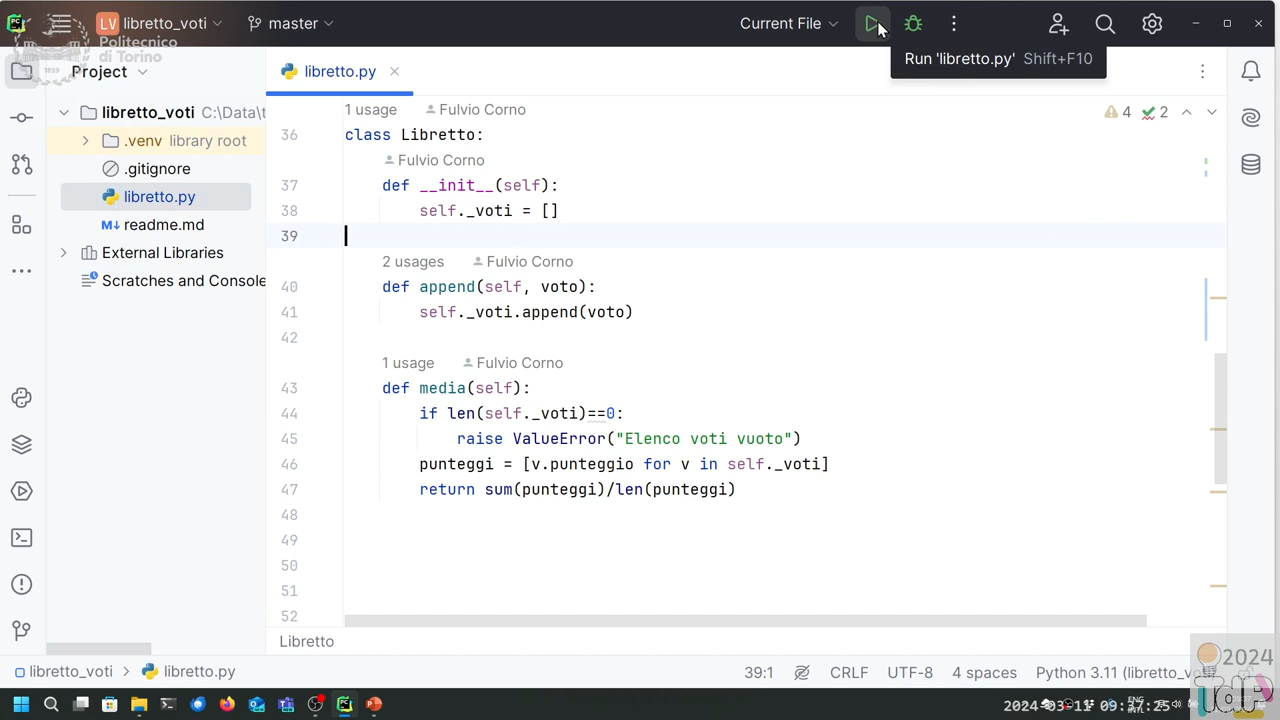 LV libretto_voti master Current File
Politecnico
di Torino
1859
Run 'libretto.py' Shift+F10
Project
libretto.py
libretto_voti C:\Data\t
.venv library root
.gitignore
libretto.py
M↓ readme.md
External Libraries
Scratches and Console
4 2
1 usage Fulvio Corno
36 class Libretto:
Fulvio Corno
37 def __init__(self):
38 self._voti = []
39
2 usages Fulvio Corno
40 def append(self, voto):
41 self._voti.append(voto)
42
1 usage Fulvio Corno
43 def media(self):
44 if len(self._voti)==0:
45 raise ValueError("Elenco voti vuoto")
46 punteggi = [v.punteggio for v in self._voti]
47 return sum(punteggi)/len(punteggi)
48
49
50
51
52
Libretto
libretto_voti > libretto.py
39:1 CRLF UTF-8 4 spaces Python 3.11 (libretto_vo
2024
TdP
ENG